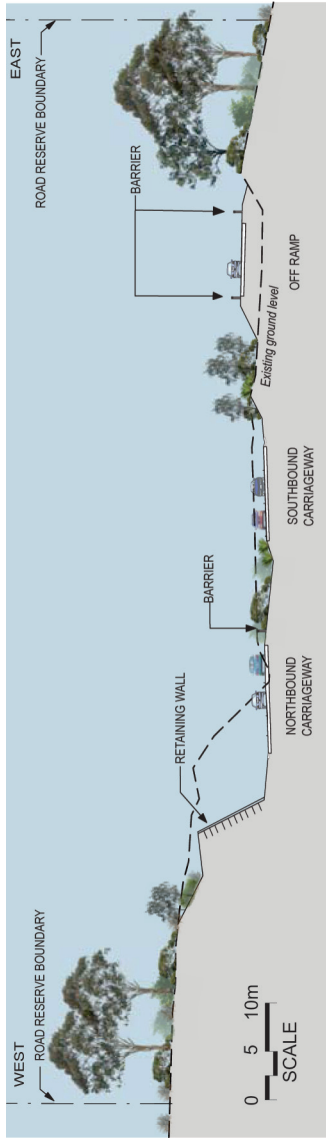 WEST
ROAD RESERVE BOUNDARY
RETAINING WALL
BARRIER
BARRIER
EAST
ROAD RESERVE BOUNDARY
Existing ground level
NORTHBOUND
CARRIAGEWAY
SOUTHBOUND
CARRIAGEWAY
OFF RAMP
0 5 10m
SCALE